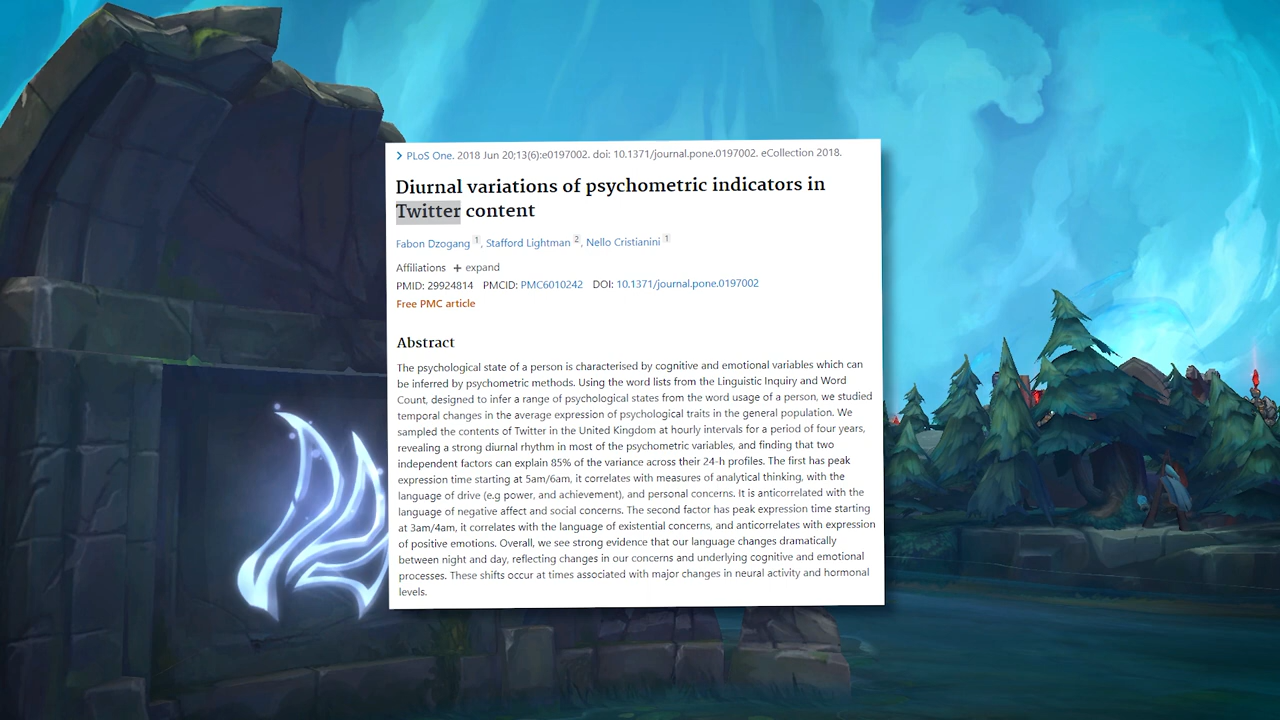 PLoS One. 2018 Jun 20;13(6):e0197002. doi: 10.1371/journal.pone.0197002. eCollection 2018.
Diurnal variations of psychometric indicators in
Twitter content
Fabon Dzogang 1, Stafford Lightman 2, Nello Cristianini 1
Affiliations + expand
PMID: 29924814 PMCID: PMC6010242 DOI: 10.1371/journal.pone.0197002
Free PMC article
Abstract
The psychological state of a person is characterised by cognitive and emotional variables which can
be inferred by psychometric methods. Using the word lists from the Linguistic Inquiry and Word
Count, designed to infer a range of psychological states from the word usage of a person, we studied
temporal changes in the average expression of psychological traits in the general population. We
sampled the contents of Twitter in the United Kingdom at hourly intervals for a period of four years,
revealing a strong diurnal rhythm in most of the psychometric variables, and finding that two
independent factors can explain 85% of the variance across their 24-h profiles. The first has peak
expression time starting at 5am/6am, it correlates with measures of analytical thinking, with the
language of drive (e.g power, and achievement), and personal concerns. It is anticorrelated with the
language of negative affect and social concerns. The second factor has peak expression time starting
at 3am/4am, it correlates with the language of existential concerns, and anticorrelates with expression
of positive emotions. Overall, we see strong evidence that our language changes dramatically
between night and day, reflecting changes in our concerns and underlying cognitive and emotional
processes. These shifts occur at times associated with major changes in neural activity and hormonal
levels.